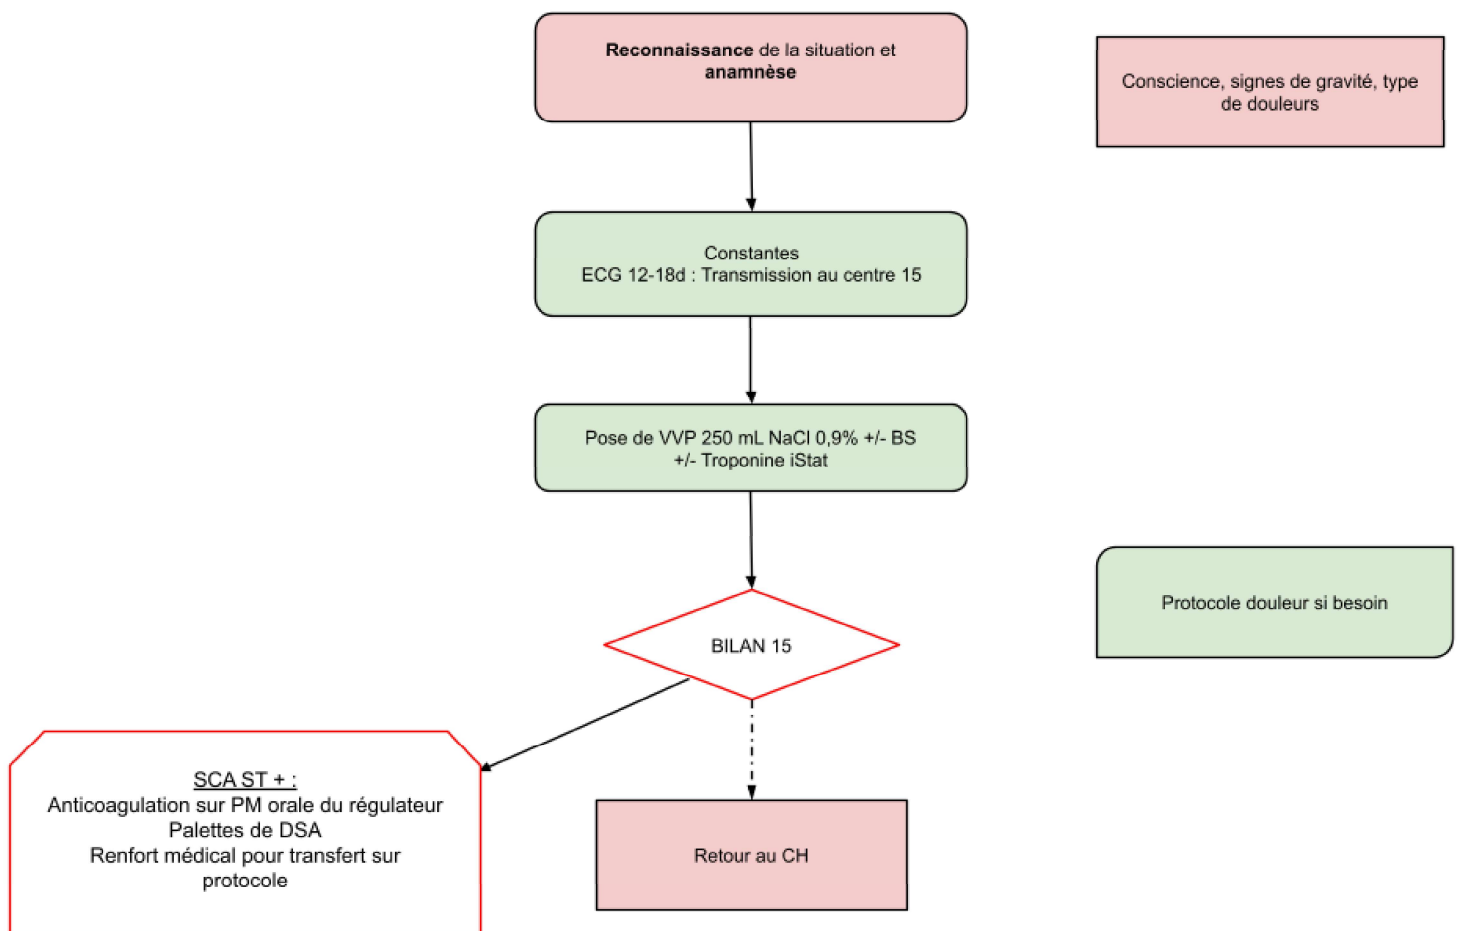 Reconnaissance de la situation et
anamnèse
Conscience, signes de gravité, type
de douleurs
Constantes
ECG 12-18d : Transmission au centre 15
Pose de VVP 250 mL NaCl 0,9% +/- BS
+/- Troponine iStat
Protocole douleur si besoin
BILAN 15
SCA ST + :
Anticoagulation sur PM orale du régulateur
Palettes de DSA
Renfort médical pour transfert sur
protocole
Retour au CH